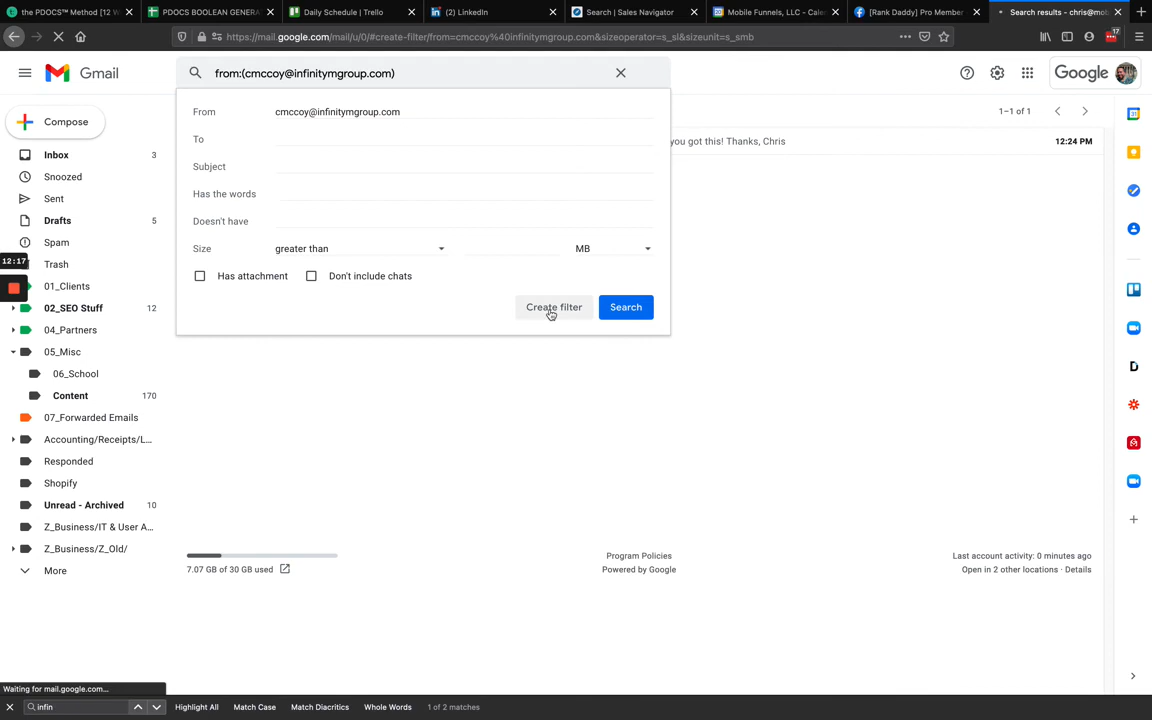 the PDOCS™ Method [12 W
PDOCS BOOLEAN GENERA
Daily Schedule | Trello
(2) LinkedIn
Search | Sales Navigator
Mobile Funnels, LLC - Cale
[Rank Daddy] Pro Member
Search results - chris@mob
https://mail.google.com/mail/u/0/#create-filter/from=cmccoy%40infinitymgroup.com&sizeoperator=s_sl&sizeunit=s_smb
17
Gmail
from:(cmccoy@infinitymgroup.com)
Google
Compose
From cmccoy@infinitymgroup.com
1–1 of 1
To
you got this! Thanks, Chris
12:24 PM
Inbox 3
Subject
Snoozed
Has the words
Sent
Doesn't have
Drafts 5
Spam
Size greater than MB
12:17
Trash
Has attachment
Don't include chats
01_Clients
02_SEO Stuff 12
Create filter
Search
04_Partners
05_Misc
06_School
Content 170
07_Forwarded Emails
Accounting/Receipts/L...
Responded
Shopify
Unread - Archived 10
Z_Business/IT & User A...
Z_Business/Z_Old/
More
7.07 GB of 30 GB used
Program Policies
Powered by Google
Last account activity: 0 minutes ago
Open in 2 other locations · Details
Waiting for mail.google.com...
infin
Highlight All
Match Case
Match Diacritics
Whole Words
1 of 2 matches